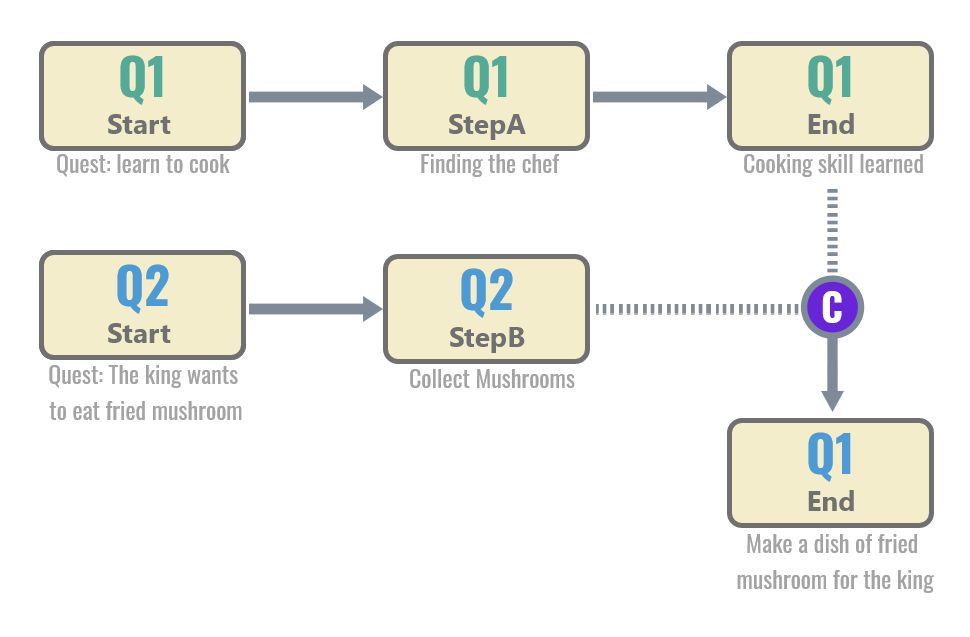 Q1
Start
Quest: learn to cook
Q1
StepA
Finding the chef
Q1
End
Cooking skill learned
Q2
Start
Quest: The king wants
to eat fried mushroom
Q2
StepB
Collect Mushrooms
C
Q1
End
Make a dish of fried
mushroom for the king